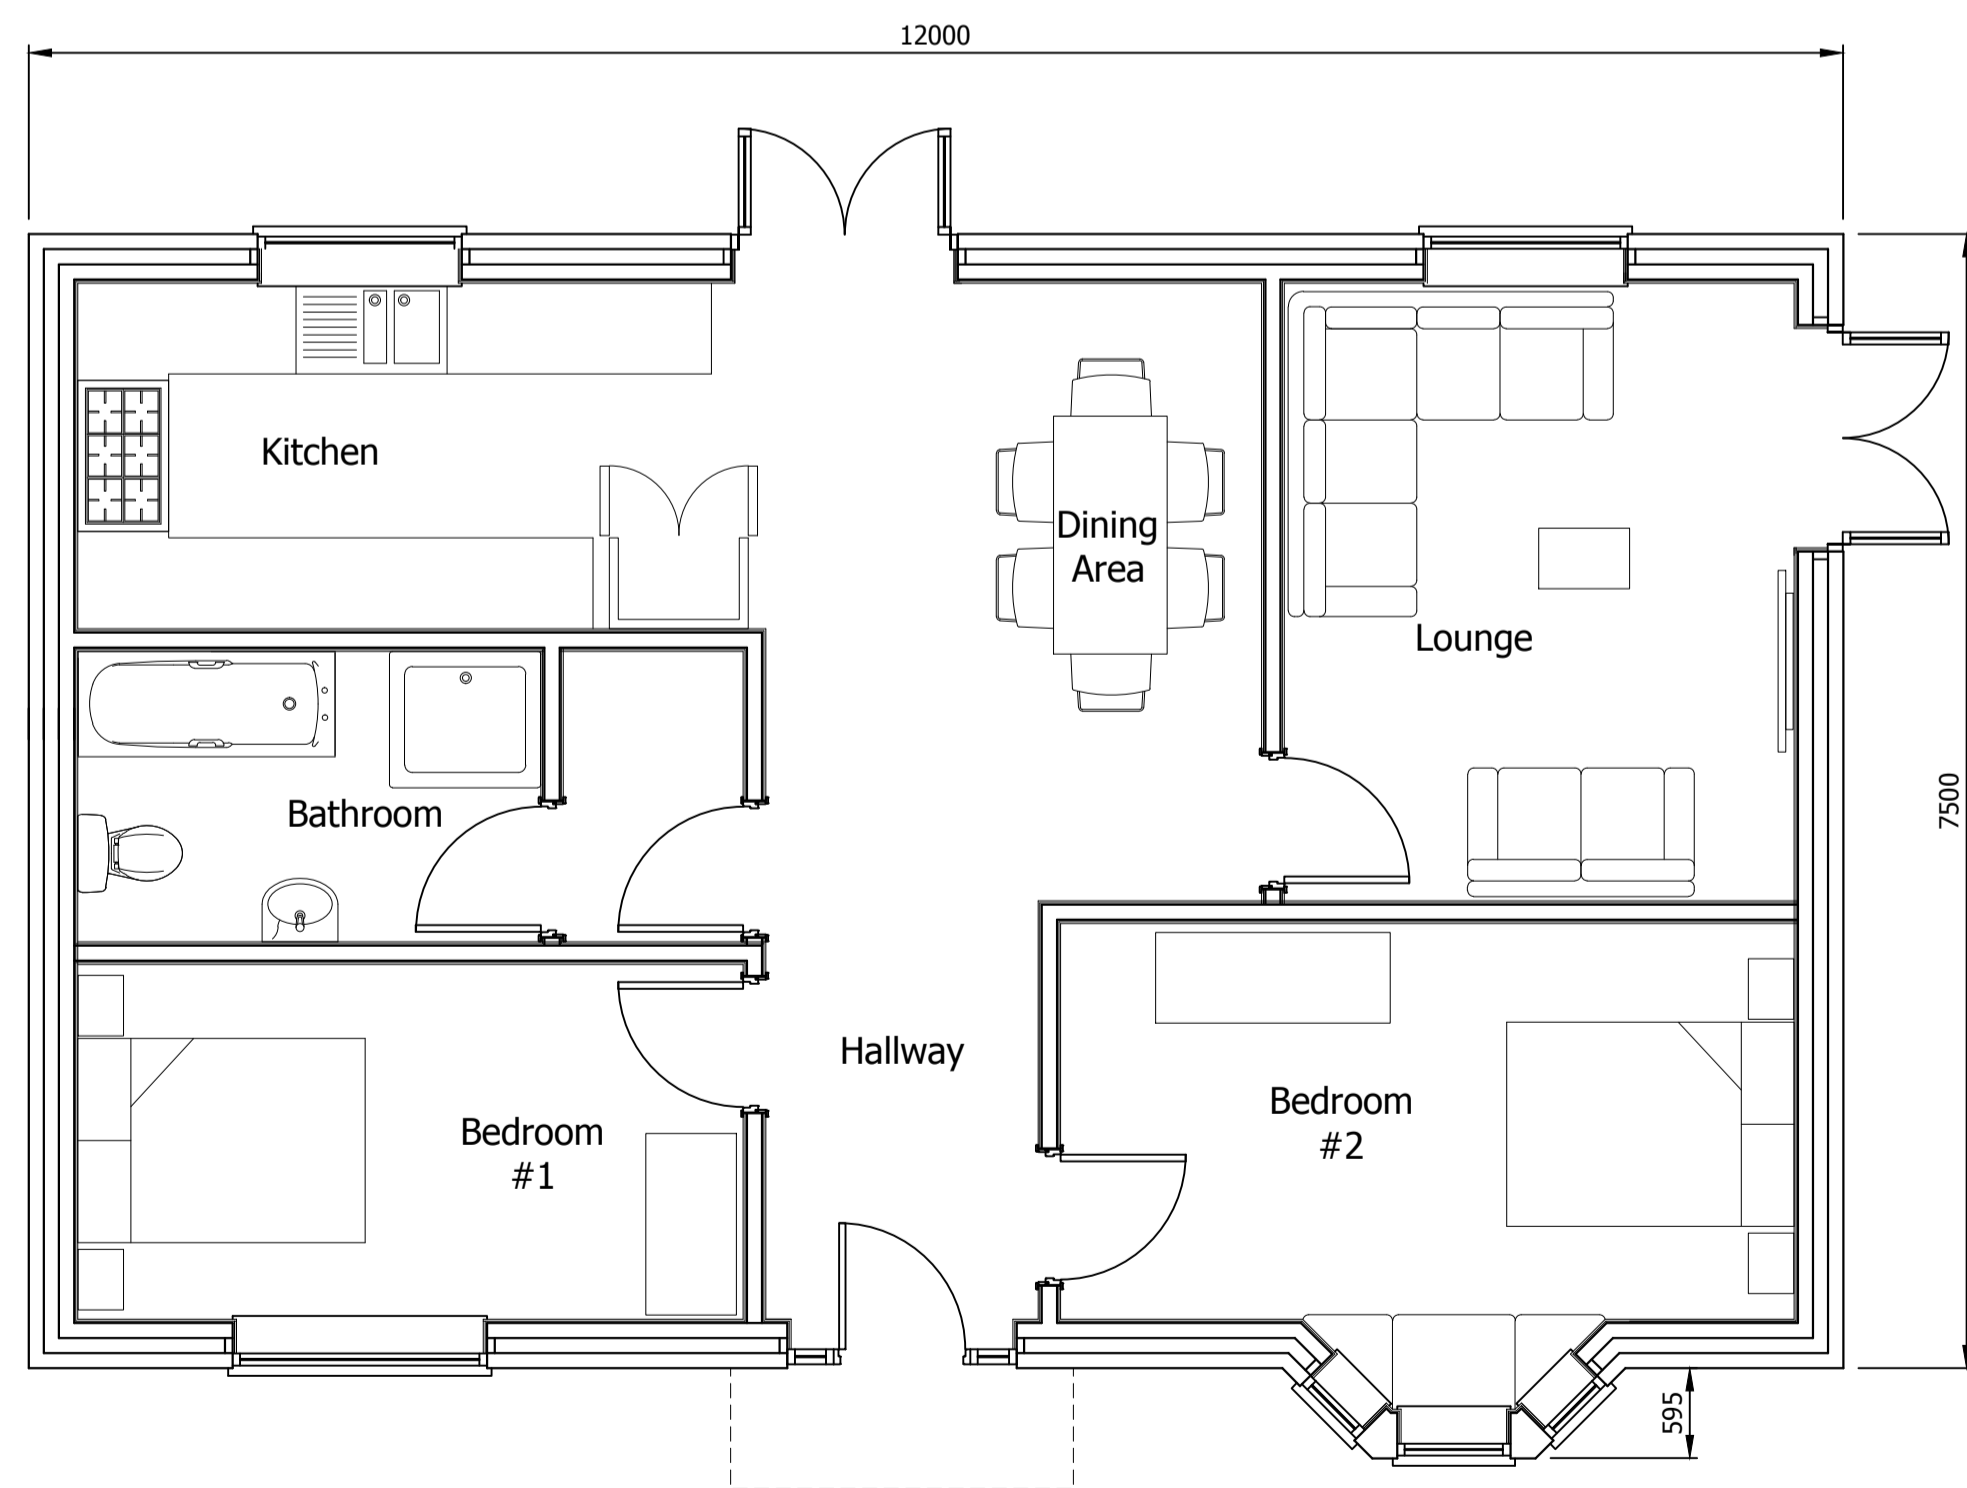 12000
Kitchen
Dining
Area
Lounge
7500
Bathroom
Hallway
Bedroom
#1
Bedroom
#2
595